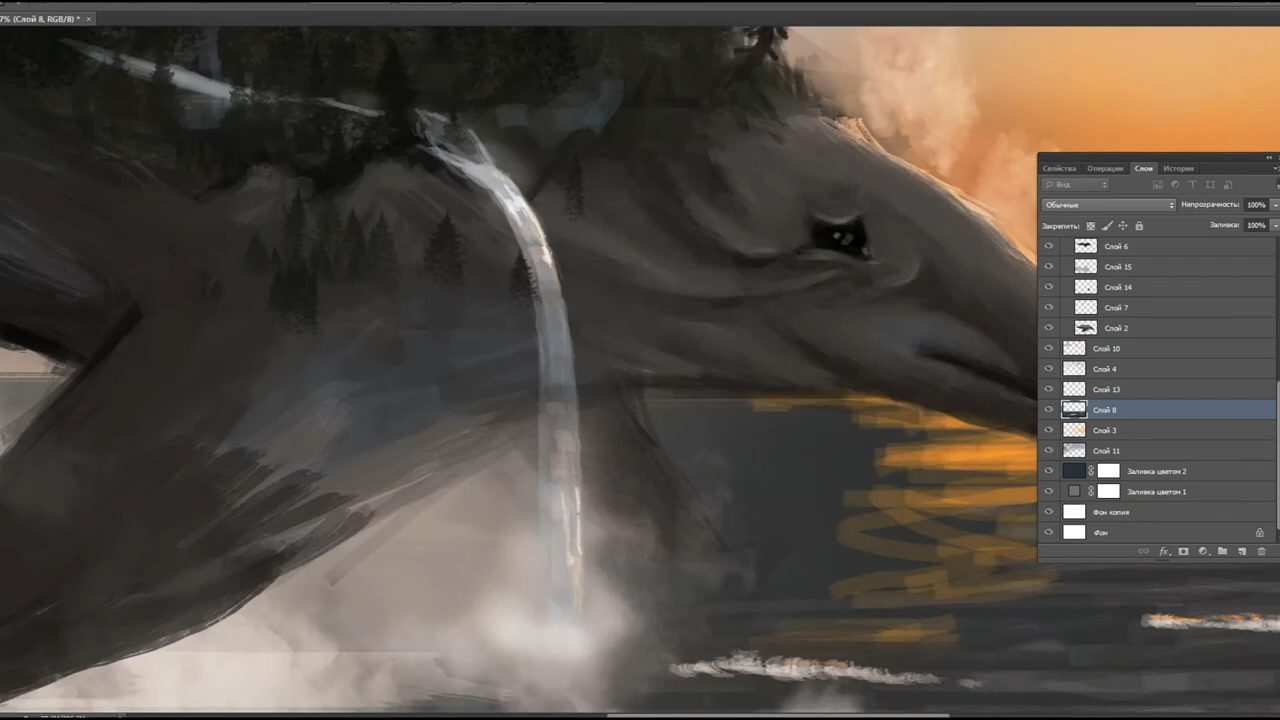 7% (Слой 8, RGB/8) * ×
Свойства Операции Слои История
Вид
Обычные Непрозрачность: 100%
Закрепить: Заливка: 100%
Слой 6
Слой 15
Слой 14
Слой 7
Слой 2
Слой 10
Слой 4
Слой 13
Слой 8
Слой 3
Слой 11
Заливка цветом 2
Заливка цветом 1
Фон копия
Фон